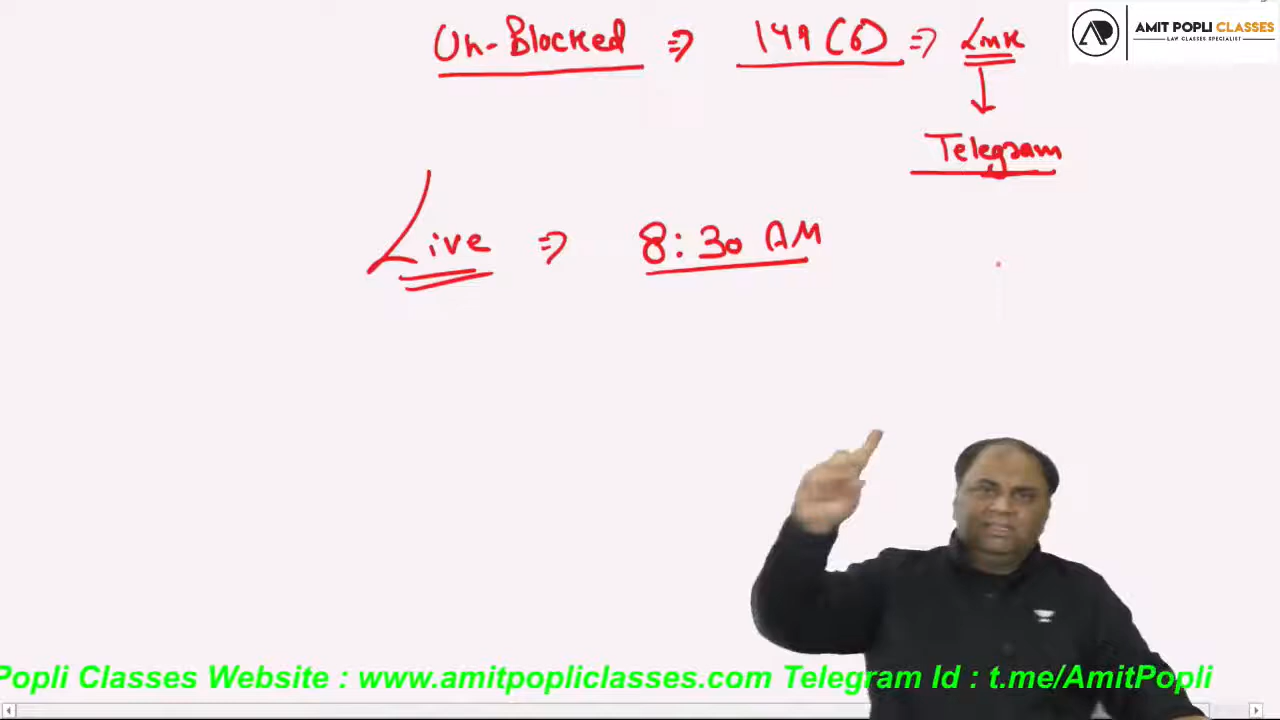 Un-Blocked ⇒ 149 (6) ⇒ Link
↓
Telegram
Live ⇒ 8:30 AM
AMIT POPLI CLASSES
LAW CLASSES SPECIALIST
Popli Classes Website : www.amitpopliclasses.com Telegram Id : t.me/AmitPopli